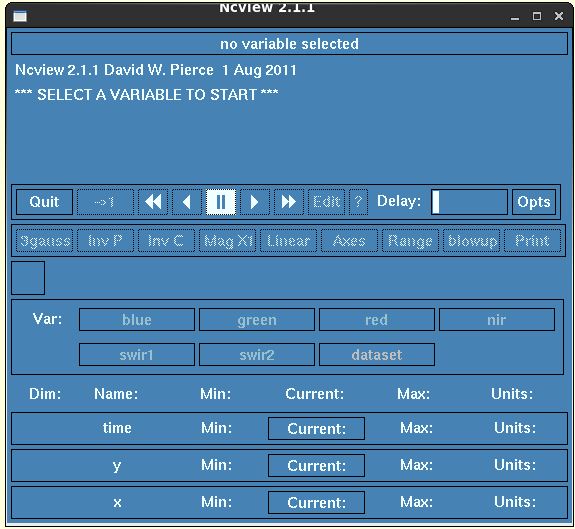 Ncview 2.1.1
no variable selected
Ncview 2.1.1 David W. Pierce  1 Aug 2011
*** SELECT A VARIABLE TO START ***
Quit ->1 Edit ? Delay: Opts
3gauss Inv P Inv C Mag X1 Linear Axes Range blowup Print
Var: blue green red nir
swir1 swir2 dataset
Dim: Name: Min: Current: Max: Units:
time Min: Current: Max: Units:
y Min: Current: Max: Units:
x Min: Current: Max: Units: